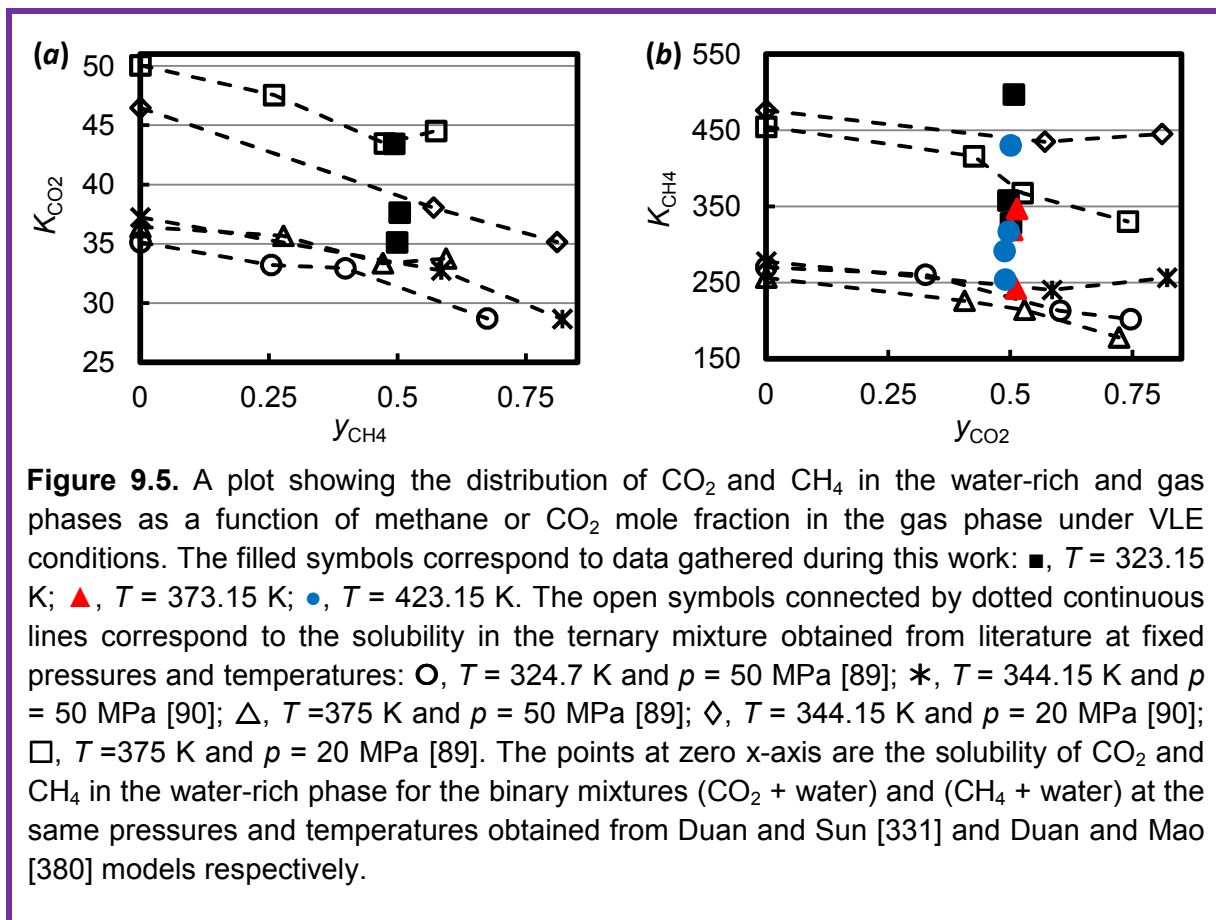 (a)
50
45
40
35
30
25
K_CO2
0 0.25 0.5 0.75
y_CH4
(b)
550
450
350
250
150
K_CH4
0 0.25 0.5 0.75
y_CO2
Figure 9.5. A plot showing the distribution of CO₂ and CH₄ in the water-rich and gas
phases as a function of methane or CO₂ mole fraction in the gas phase under VLE
conditions. The filled symbols correspond to data gathered during this work: ■, T = 323.15
K; ▲, T = 373.15 K; ●, T = 423.15 K. The open symbols connected by dotted continuous
lines correspond to the solubility in the ternary mixture obtained from literature at fixed
pressures and temperatures: O, T = 324.7 K and p = 50 MPa [89]; ∗, T = 344.15 K and p
= 50 MPa [90]; △, T =375 K and p = 50 MPa [89]; ◊, T = 344.15 K and p = 20 MPa [90];
□, T =375 K and p = 20 MPa [89]. The points at zero x-axis are the solubility of CO₂ and
CH₄ in the water-rich phase for the binary mixtures (CO₂ + water) and (CH₄ + water) at the
same pressures and temperatures obtained from Duan and Sun [331] and Duan and Mao
[380] models respectively.